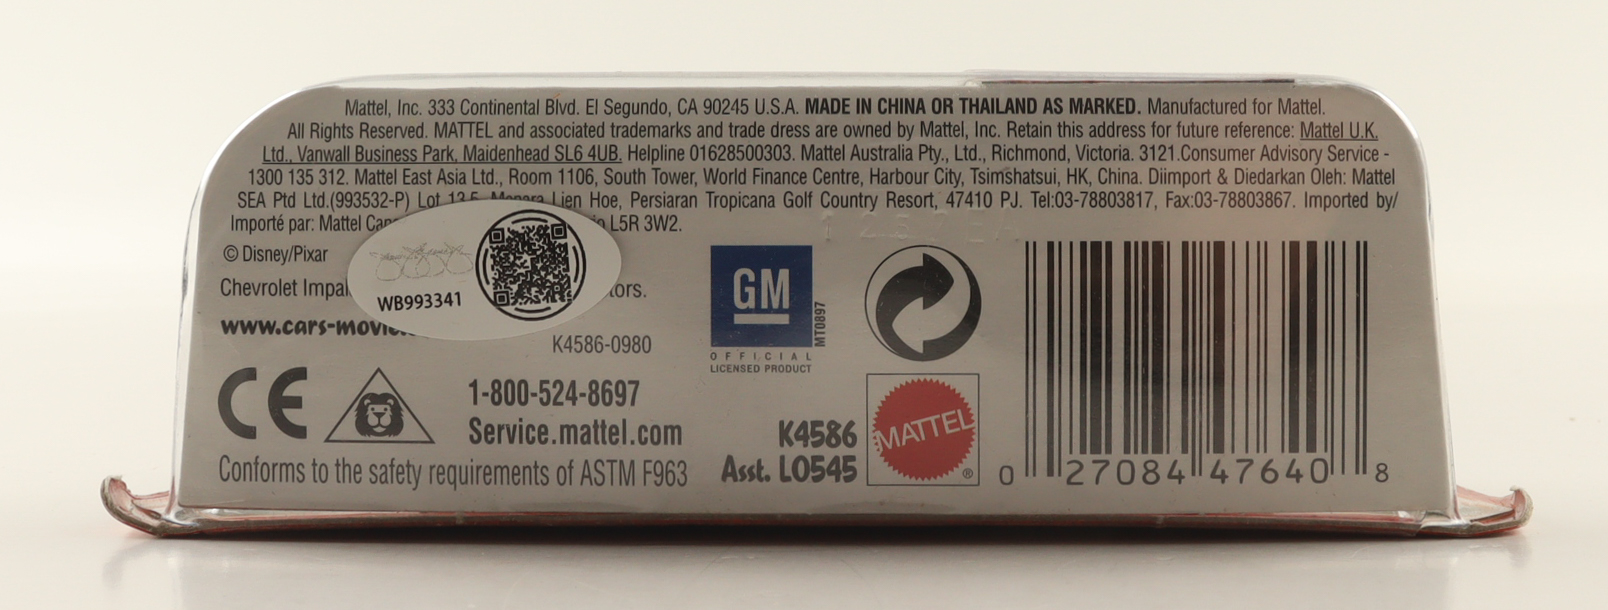 Mattel, Inc. 333 Continental Blvd. El Segundo, CA 90245 U.S.A. MADE IN CHINA OR THAILAND AS MARKED. Manufactured for Mattel.
All Rights Reserved. MATTEL and associated trademarks and trade dress are owned by Mattel, Inc. Retain this address for future reference: Mattel U.K.
Ltd., Vanwall Business Park, Maidenhead SL6 4UB. Helpline 01628500303. Mattel Australia Pty., Ltd., Richmond, Victoria. 3121.Consumer Advisory Service -
1300 135 312. Mattel East Asia Ltd., Room 1106, South Tower, World Finance Centre, Harbour City, Tsimshatsui, HK, China. Diimport & Diedarkan Oleh: Mattel
SEA Ptd Ltd.(993532-P) Lot 13.5, Menara Lien Hoe, Persiaran Tropicana Golf Country Resort, 47410 PJ. Tel:03-78803817, Fax:03-78803867. Imported by/
Importé par: Mattel L5R 3W2.
© Disney/Pixar
Chevrolet
www.cars-movie.
WB993341
K4586-0980
CE
1-800-524-8697
Service.mattel.com
Conforms to the safety requirements of ASTM F963
GM
MT0897
OFFICIAL
LICENSED PRODUCT
K4586
Asst. L0545
MATTEL
®
0 27084 47640 8